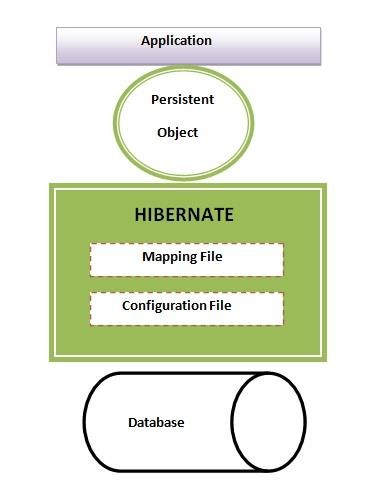 Application
Persistent
Object
HIBERNATE
Mapping File
Configuration File
Database